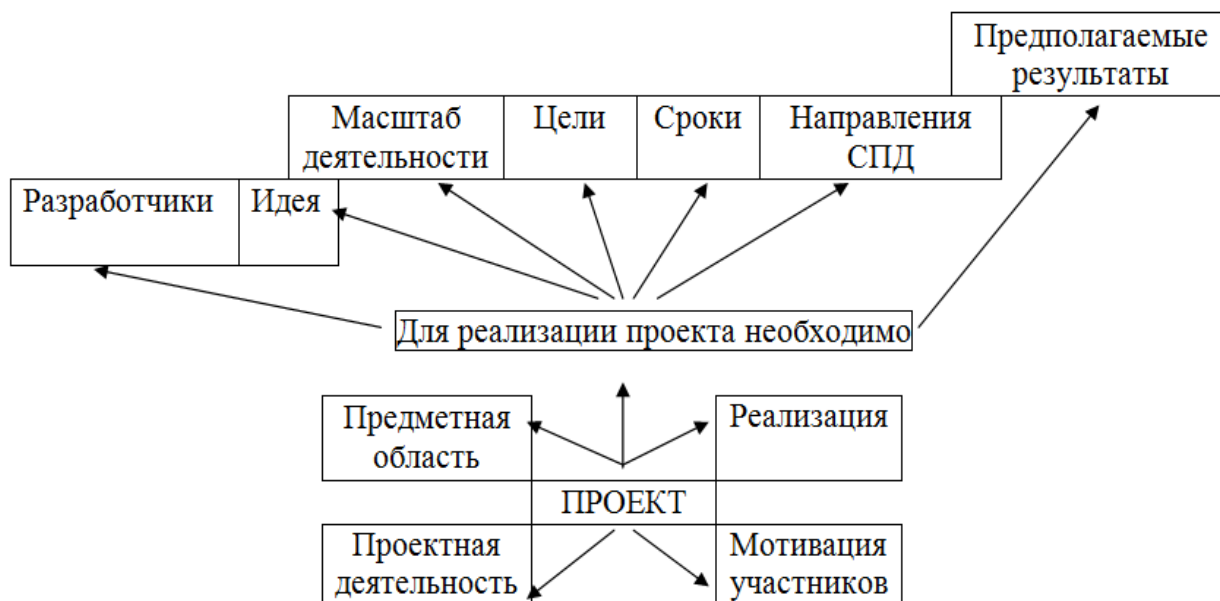 Предполагаемые
результаты
Масштаб
деятельности
Цели
Сроки
Направления
СПД
Разработчики
Идея
Для реализации проекта необходимо
Предметная
область
Реализация
ПРОЕКТ
Проектная
деятельность
Мотивация
участников